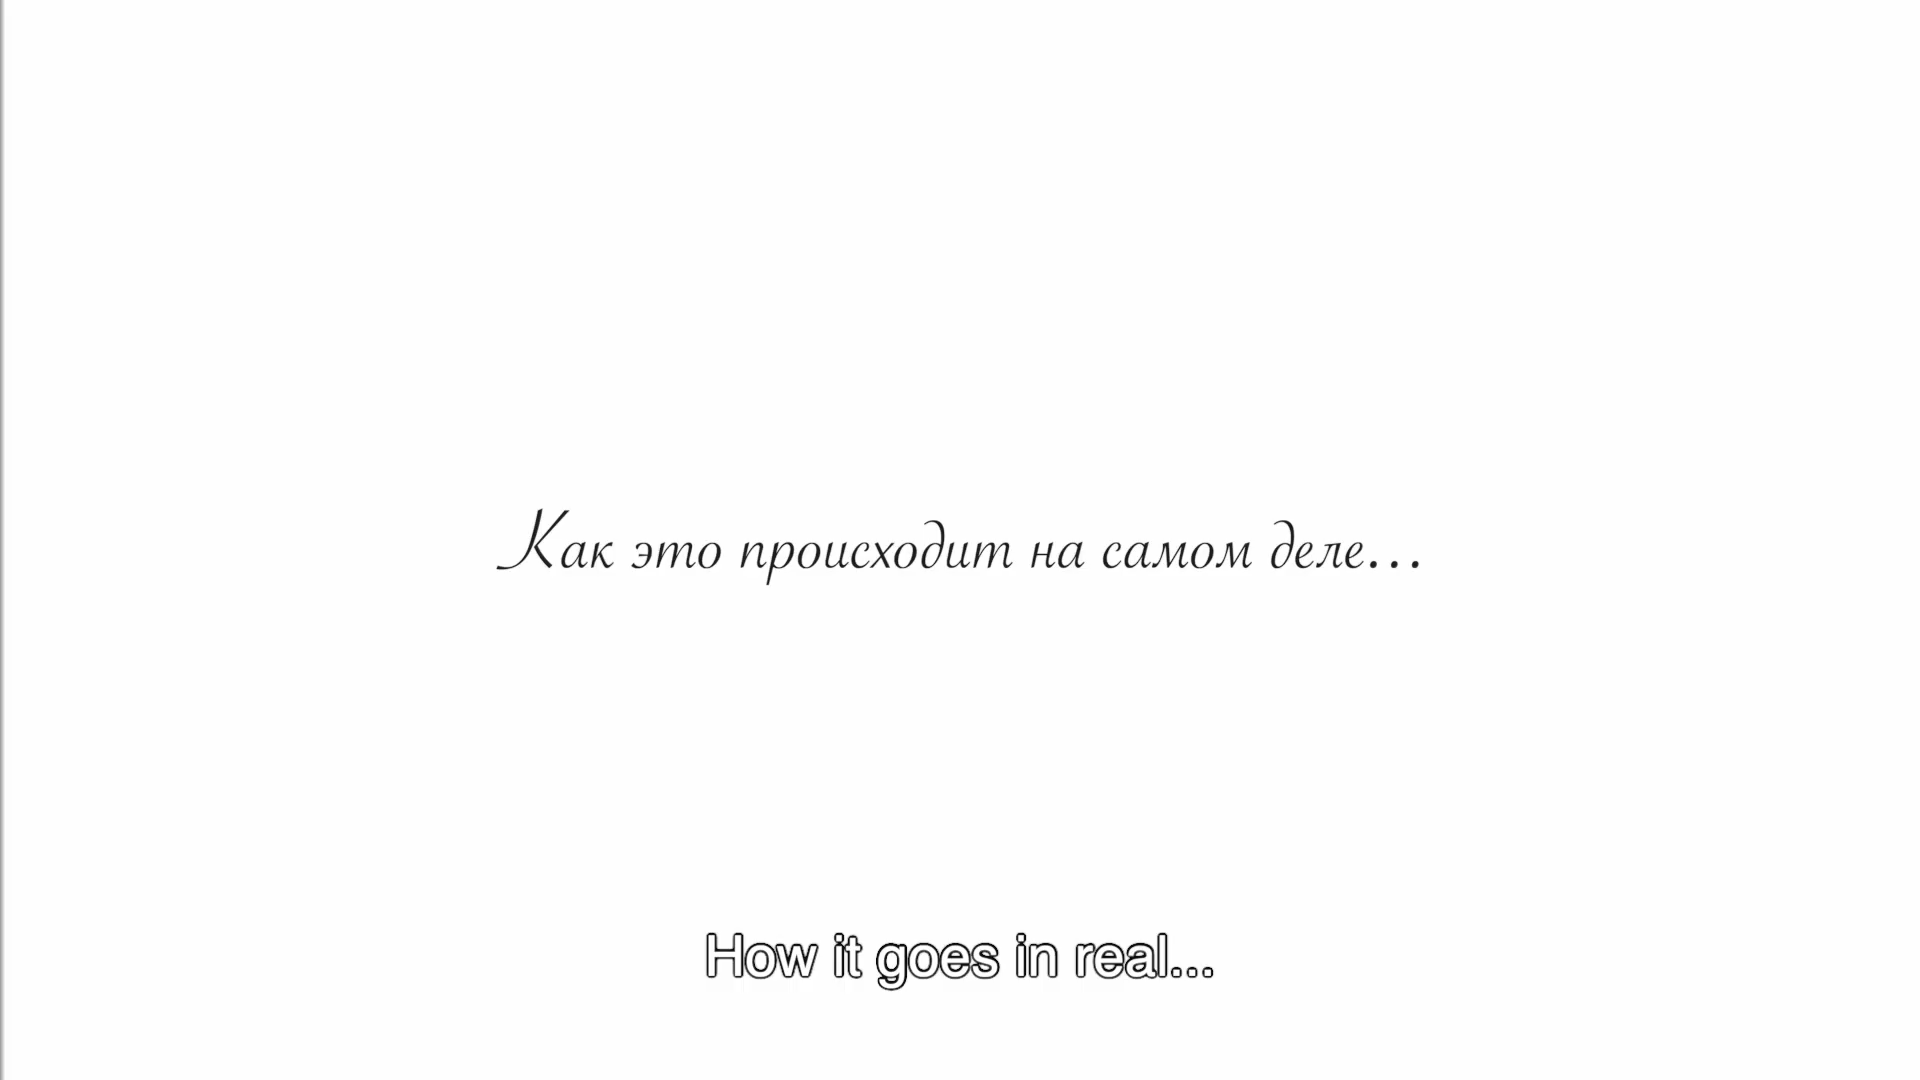 Как это происходит на самом деле...
How it goes in real...